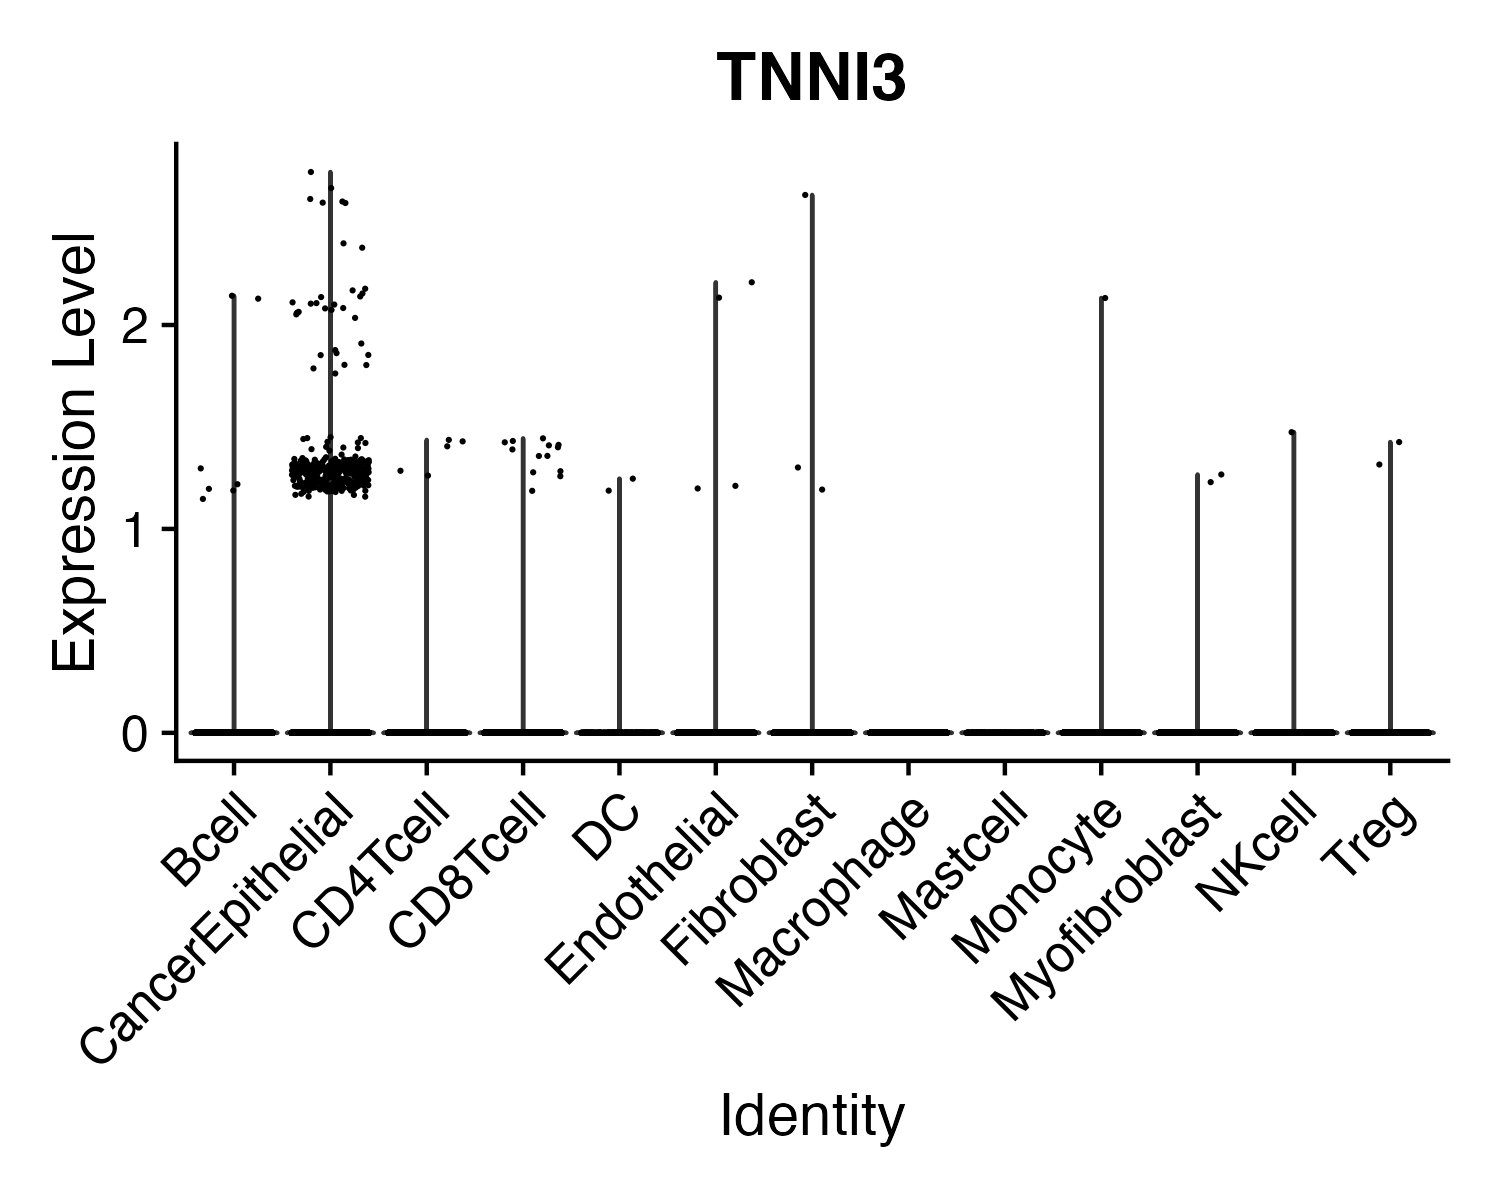 TNNI3
Expression Level
2
1
0
Bcell
CancerEpithelial
CD4Tcell
CD8Tcell
DC
Endothelial
Fibroblast
Macrophage
Mastcell
Monocyte
Myofibroblast
NKcell
Treg
Identity